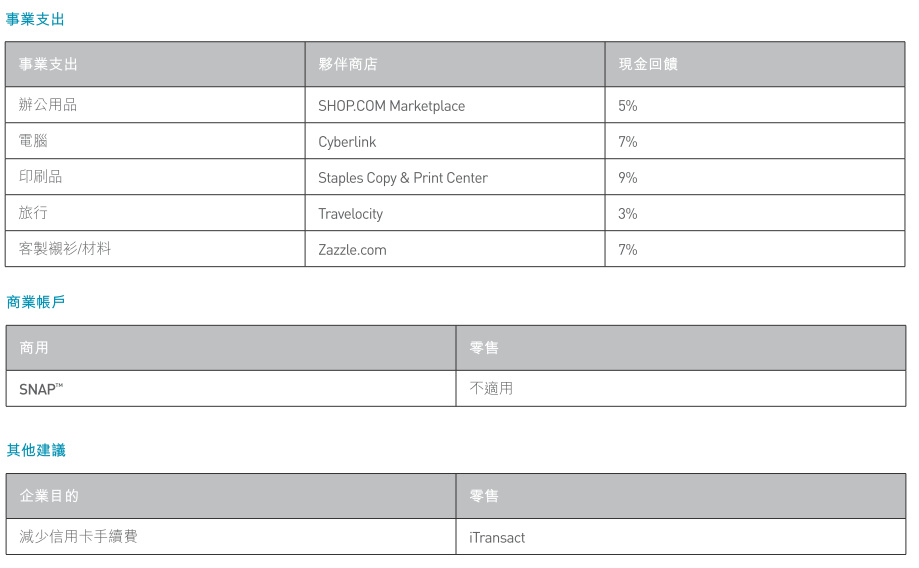 事業支出
事業支出 夥伴商店 現金回饋
辦公用品 SHOP.COM Marketplace 5%
電腦 Cyberlink 7%
印刷品 Staples Copy & Print Center 9%
旅行 Travelocity 3%
客製襯衫/材料 Zazzle.com 7%
商業帳戶
商用 零售
SNAP™ 不適用
其他建議
企業目的 零售
減少信用卡手續費 iTransact